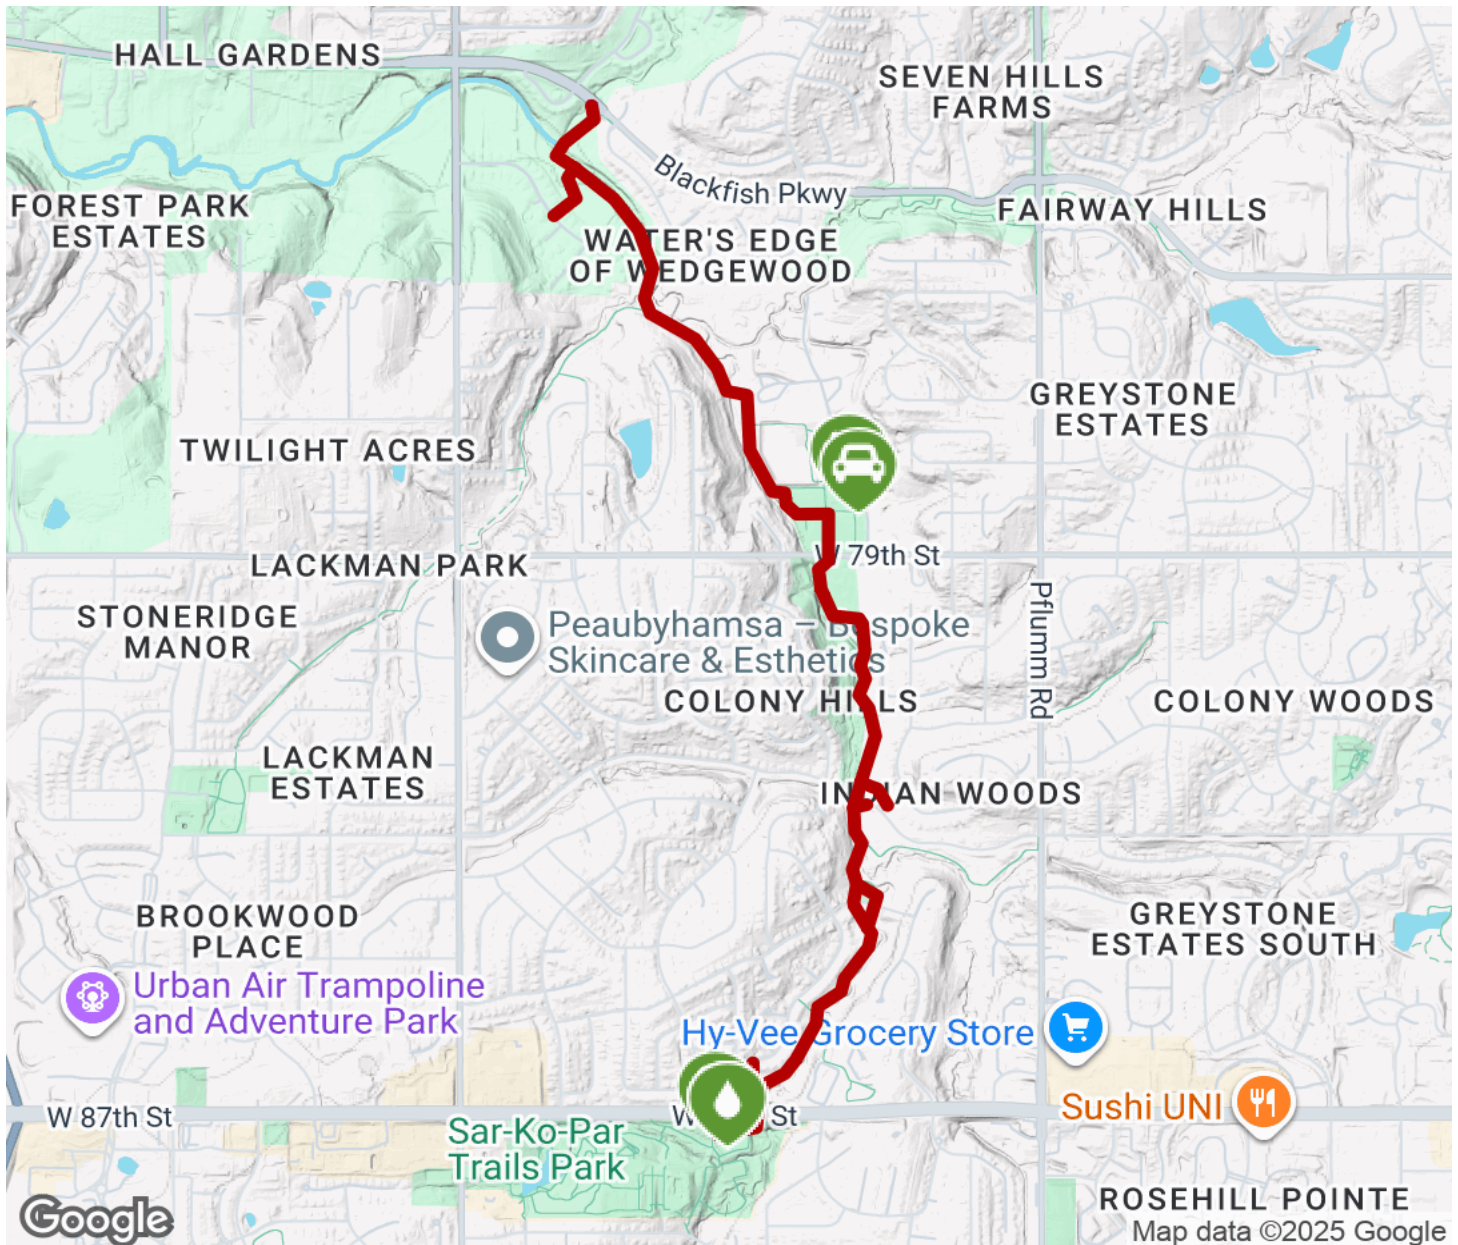 HALL GARDENS
SEVEN HILLS
FARMS
Blackfish Pkwy
FOREST PARK
ESTATES
FAIRWAY HILLS
WATER'S EDGE
OF WEDGEWOOD
GREYSTONE
ESTATES
TWILIGHT ACRES
W 79th St
LACKMAN PARK
STONERIDGE
MANOR
Peaubyhamsa – Bespoke
Skincare & Esthetics
Pflumm Rd
COLONY HILLS
COLONY WOODS
LACKMAN
ESTATES
INDIAN WOODS
BROOKWOOD
PLACE
GREYSTONE
ESTATES SOUTH
Urban Air Trampoline
and Adventure Park
Hy-Vee Grocery Store
Sushi UNI
W 87th St
W St
Sar-Ko-Par
Trails Park
ROSEHILL POINTE
Google
Map data ©2025 Google